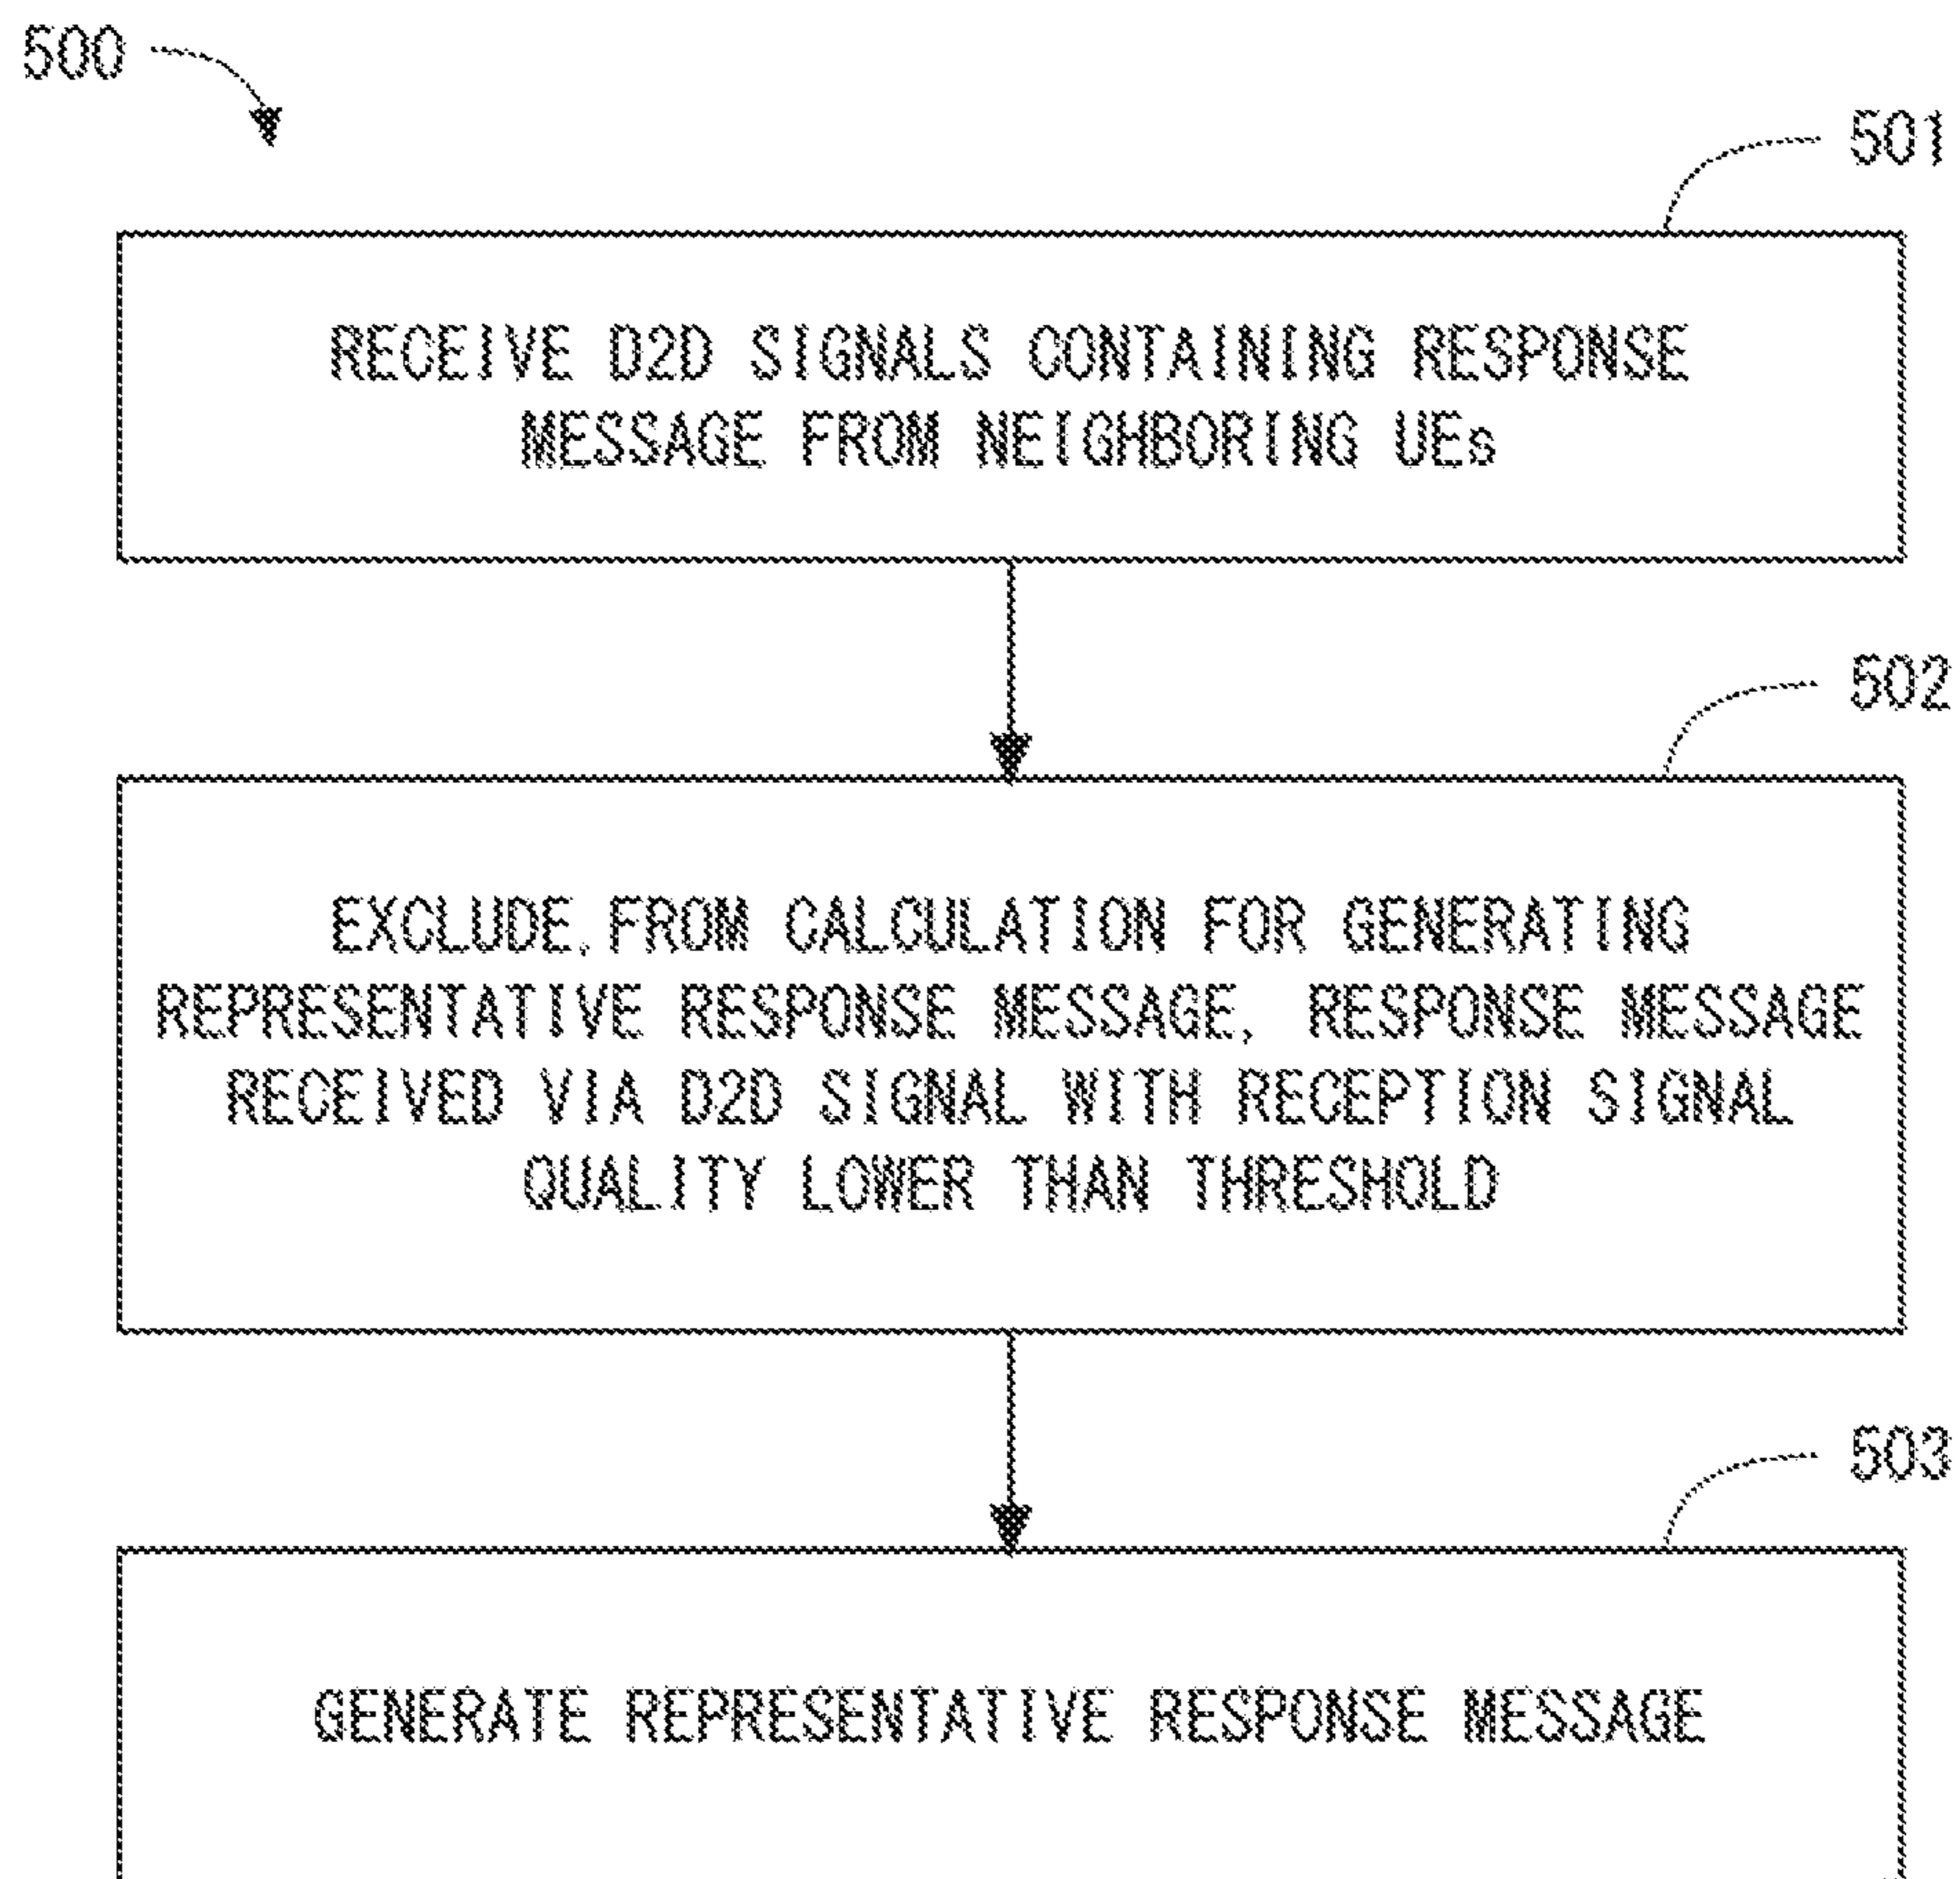 500
501
RECEIVE D2D SIGNALS CONTAINING RESPONSE
MESSAGE FROM NEIGHBORING UEs
502
EXCLUDE, FROM CALCULATION FOR GENERATING
REPRESENTATIVE RESPONSE MESSAGE, RESPONSE MESSAGE
RECEIVED VIA D2D SIGNAL WITH RECEPTION SIGNAL
QUALITY LOWER THAN THRESHOLD
503
GENERATE REPRESENTATIVE RESPONSE MESSAGE